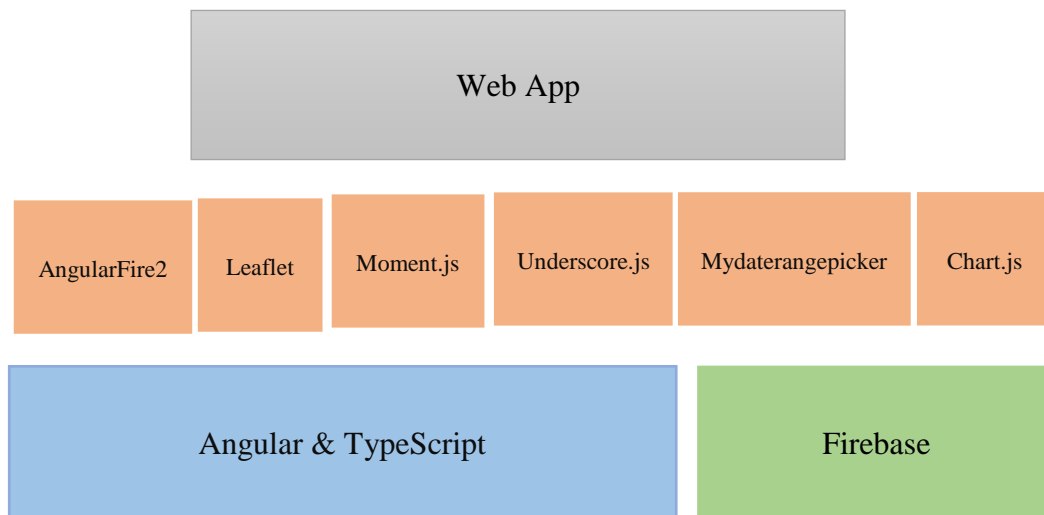 Web App
AngularFire2
Leaflet
Moment.js
Underscore.js
Mydaterangepicker
Chart.js
Angular & TypeScript
Firebase